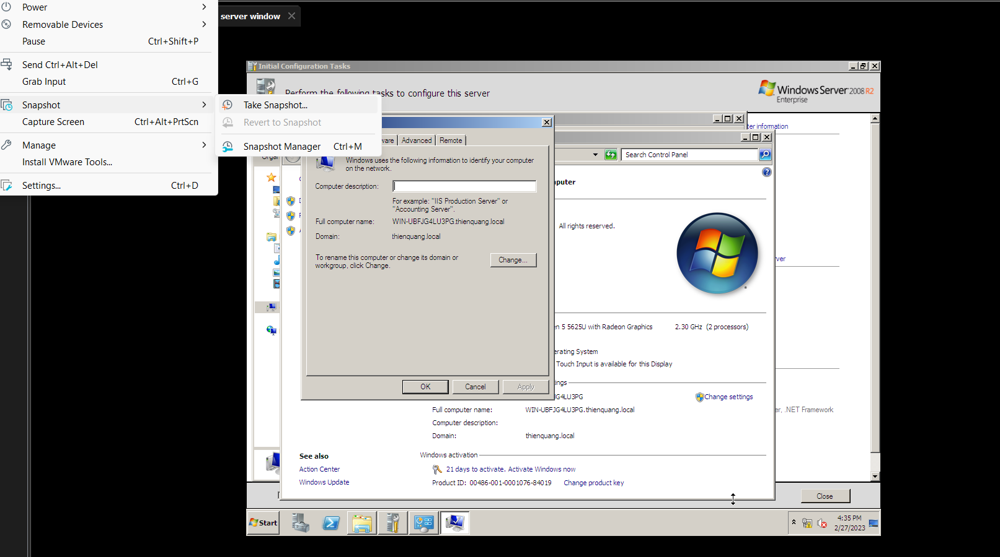 Power
Removable Devices
Pause Ctrl+Shift+P
Send Ctrl+Alt+Del
Grab Input Ctrl+G
Snapshot
Capture Screen Ctrl+Alt+PrtScn
Manage
Install VMware Tools...
Settings... Ctrl+D
Take Snapshot...
Revert to Snapshot
Snapshot Manager Ctrl+M
server window
Initial Configuration Tasks
Perform the following tasks to configure this server
Windows Server 2008 R2
Enterprise
ter information
Advanced Remote
Search Control Panel
Windows uses the following information to identify your computer
on the network.
Computer description:
For example: "IIS Production Server" or
"Accounting Server".
Full computer name: WIN-UBFJG4LU3PG.thienquang.local
Domain: thienquang.local
To rename this computer or change its domain or
workgroup, click Change.
Change...
OK Cancel Apply
puter
All rights reserved.
ver
en 5 5625U with Radeon Graphics 2.30 GHz (2 processors)
erating System
Touch Input is available for this Display
ings
JG4LU3PG
Change settings
Full computer name: WIN-UBFJG4LU3PG.thienquang.local
er, .NET Framework
Computer description:
Domain: thienquang.local
See also
Action Center
Windows Update
Windows activation
21 days to activate. Activate Windows now
Product ID: 00486-001-0001076-84019 Change product key
Close
Start
4:35 PM
2/27/2023